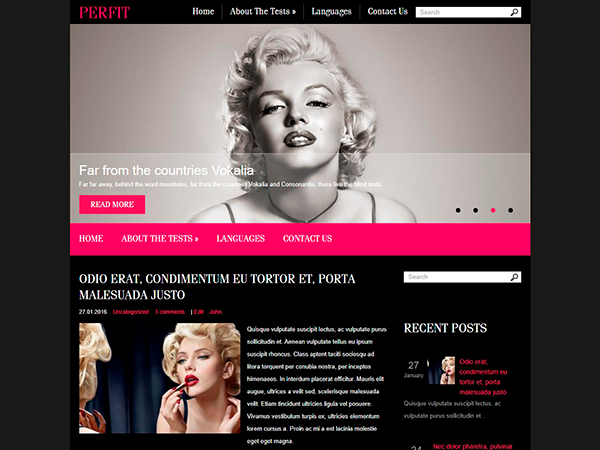 PERFIT
Home
About The Tests »
Languages
Contact Us
Search
Far from the countries Vokalia
Far far away, behind the word mountains, far from the countries Vokalia and Consonantia, there live the blind texts
READ MORE
HOME
ABOUT THE TESTS »
LANGUAGES
CONTACT US
ODIO ERAT, CONDIMENTUM EU TORTOR ET, PORTA
MALESUADA JUSTO
27.01.2016 Uncategorized 3 comments | Edit John
Quisque vulputate suscipit lectus, ac vulputate purus
sollicitudin et. Aenean vulputate tellus eu ipsum
suscipit rhoncus. Class aptent taciti sociosqu ad
litora torquent per conubia nostra, per inceptos
himenaeos. In interdum placerat efficitur. Mauris elit
augue, ultrices a velit sed, scelerisque malesuada
velit. Etiam tincidunt ultricies ligula vel posuere.
Vivamus vestibulum turpis ex, ultricies elementum
lorem cursus a. Proin ac mi a est lacinia molestie
eget eget magna.
Search
RECENT POSTS
27
January
Odio erat,
condimentum eu
tortor et, porta
malesuada justo
Quisque vulputate suscipit lectus, ac
vulputate purus sollicitudin et...
24
Nec dolor pharetra, pulvinar